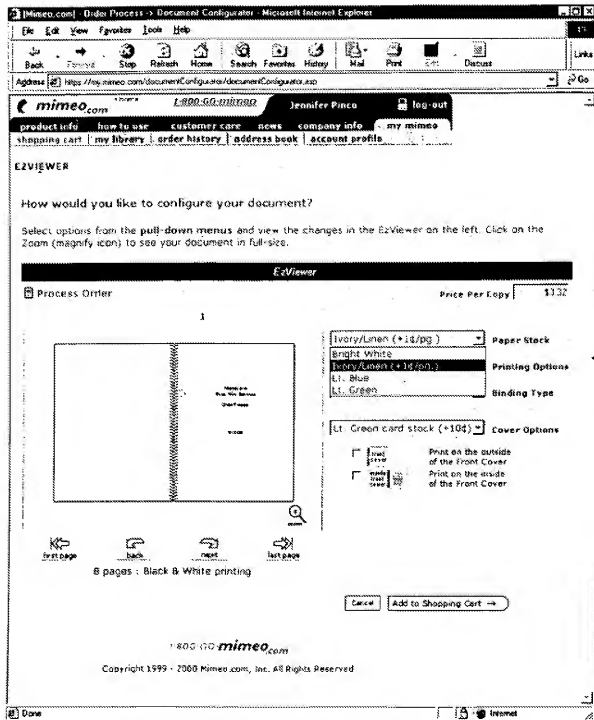 [Mimeo.com] - Order Process -> Document Configurator - Microsoft Internet Explorer
File Edit View Favorites Tools Help
Back Forward Stop Refresh Home Search Favorites History Mail Print Edit Discuss Links
Address https://my.mimeo.com/documentConfigurator/documentConfigurator.asp Go
mimeo.com home 1-800-GO-mimeo Jennifer Pinco log-out
product info how to use customer care news company info my mimeo
shopping cart my library order history address book account profile
EZVIEWER
How would you like to configure your document?
Select options from the pull-down menus and view the changes in the EzViewer on the left. Click on the
Zoom (magnify icon) to see your document in full-size.
EzViewer
Process Order Price Per Copy $3.32
1
Ivory/Linen (+1¢/pg.) Paper Stock
Bright White
Ivory/Linen (+1¢/pg.) Printing Options
Lt. Blue
Lt. Green Binding Type
Lt. Green card stock (+10¢) Cover Options
front cover Print on the outside
of the Front Cover
inside front cover Print on the inside
of the Front Cover
zoom
first page back next last page
8 pages : Black & White printing
Cancel Add to Shopping Cart →
1-800-GO-mimeo.com
Copyright 1999 - 2000 Mimeo.com, Inc. All Rights Reserved
Done Internet